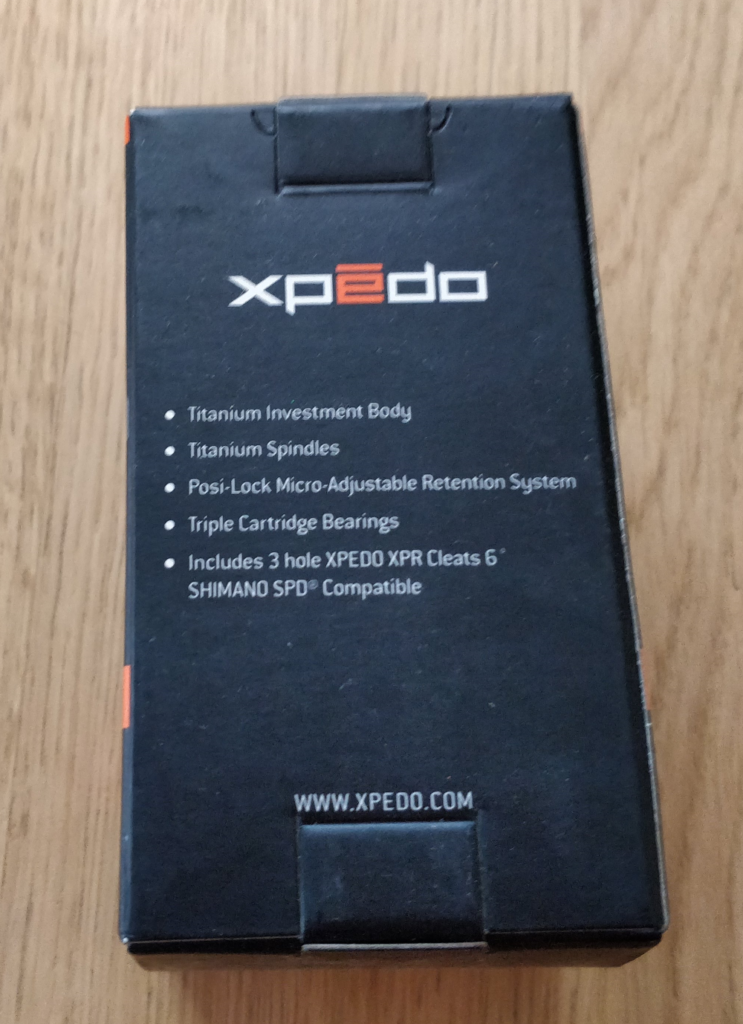 xpēdo
• Titanium Investment Body
• Titanium Spindles
• Posi-Lock Micro-Adjustable Retention System
• Triple Cartridge Bearings
• Includes 3 hole XPEDO XPR Cleats 6°
SHIMANO SPD® Compatible
WWW.XPEDO.COM